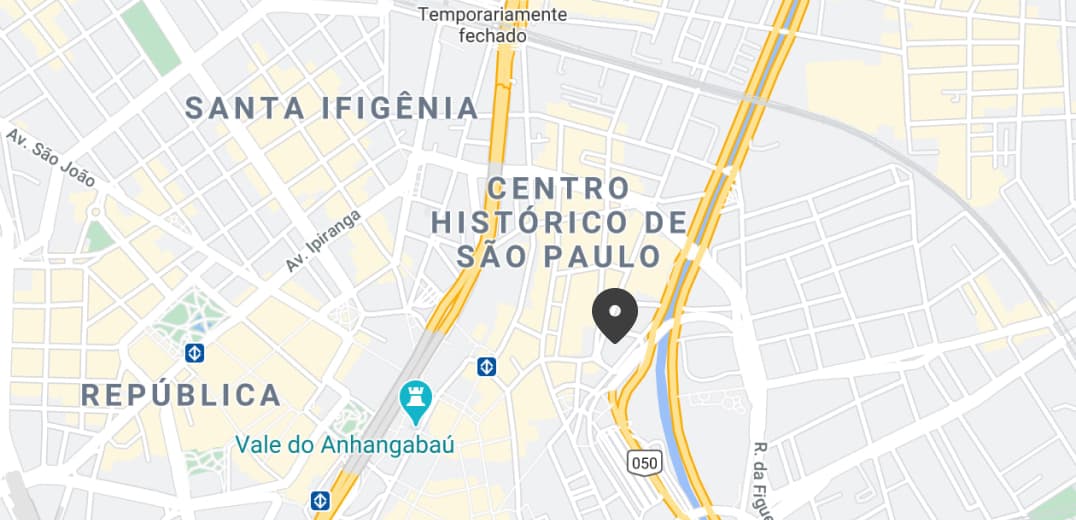 Temporariamente
fechado
SANTA IFIGÊNIA
Av. São João
CENTRO
HISTÓRICO DE
SÃO PAULO
Av. Ipiranga
REPÚBLICA
Vale do Anhangabaú
050
R. da Figue